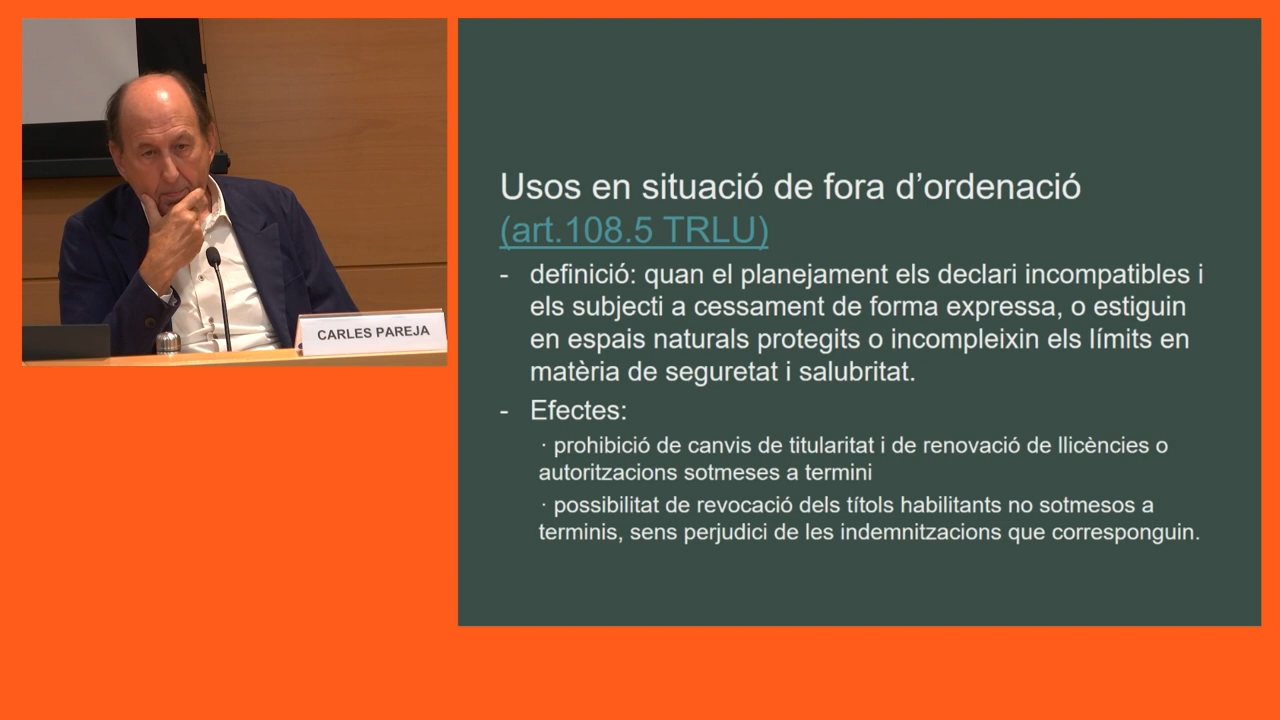 CARLES PAREJA
Usos en situació de fora d’ordenació
(art.108.5 TRLU)
- definició: quan el planejament els declari incompatibles i
els subjecti a cessament de forma expressa, o estiguin
en espais naturals protegits o incompleixin els límits en
matèria de seguretat i salubritat.
- Efectes:
· prohibició de canvis de titularitat i de renovació de llicències o
autoritzacions sotmeses a termini
· possibilitat de revocació dels títols habilitants no sotmesos a
terminis, sens perjudici de les indemnitzacions que corresponguin.